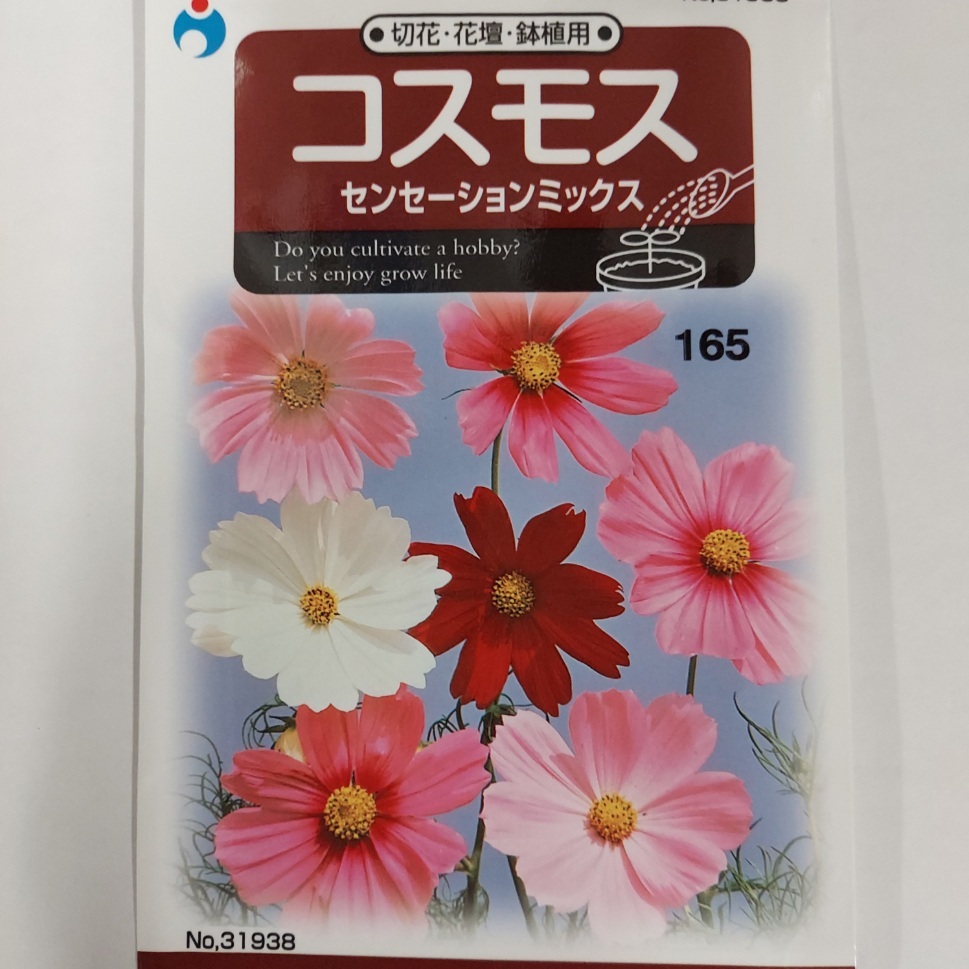 切花・花壇・鉢植用
コスモス
センセーションミックス
Do you cultivate a hobby?
Let's enjoy grow life
165
No,31938